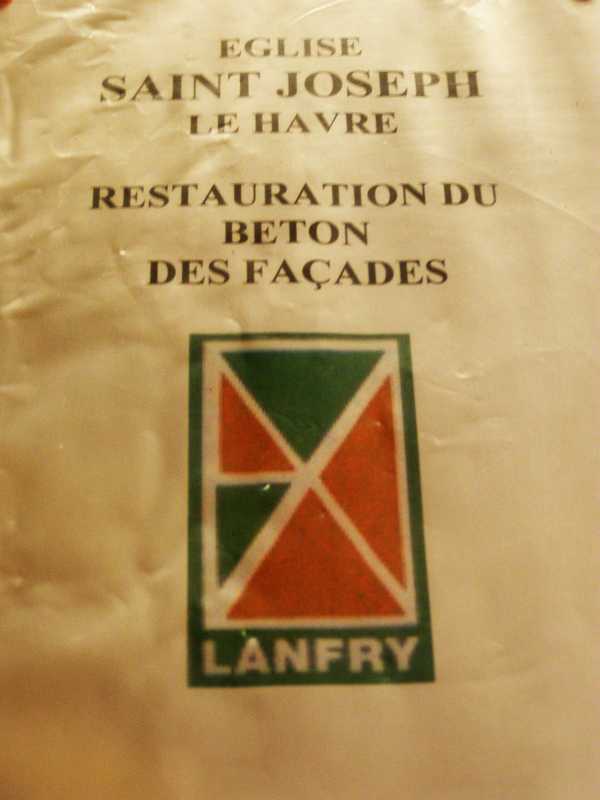 EGLISE
SAINT JOSEPH
LE HAVRE
RESTAURATION DU
BETON
DES FAÇADES
LANFRY